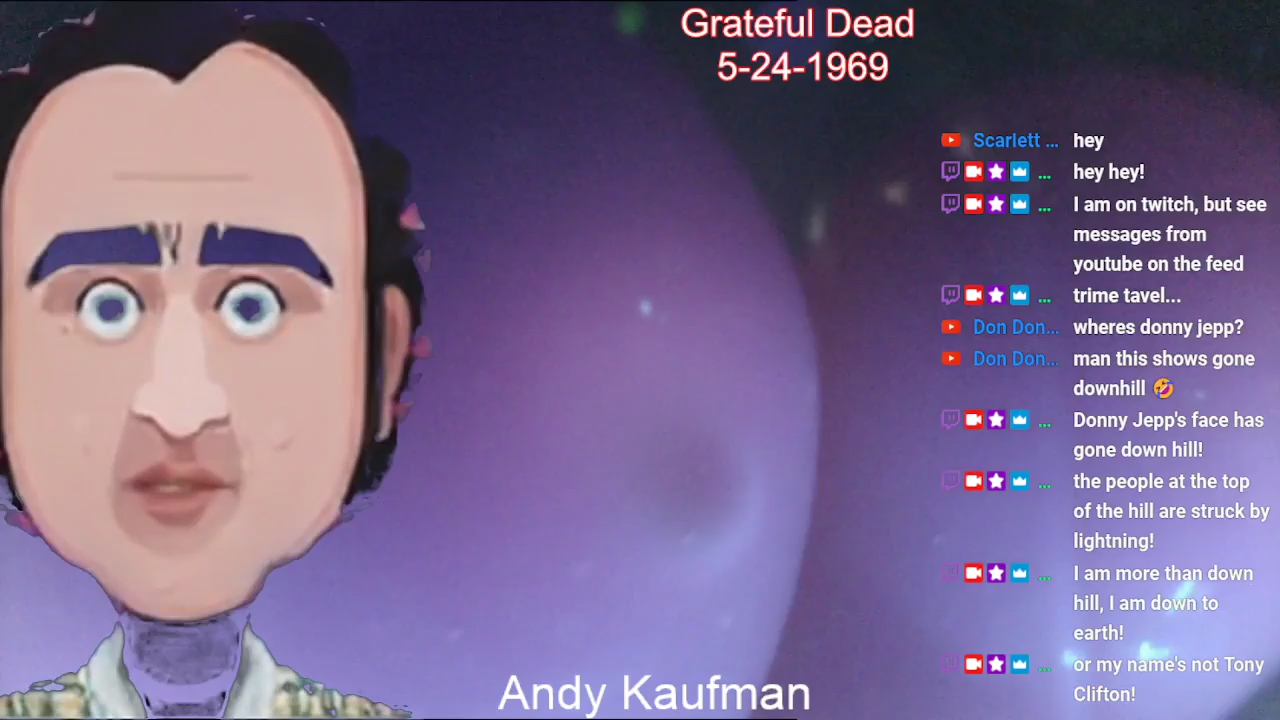 Grateful Dead
5-24-1969
Scarlett ... hey
... hey hey!
... I am on twitch, but see
messages from
youtube on the feed
... trime tavel...
Don Don... wheres donny jepp?
Don Don... man this shows gone
downhill 🤣
... Donny Jepp's face has
gone down hill!
... the people at the top
of the hill are struck by
lightning!
... I am more than down
hill, I am down to
earth!
... or my name's not Tony
Clifton!
Andy Kaufman